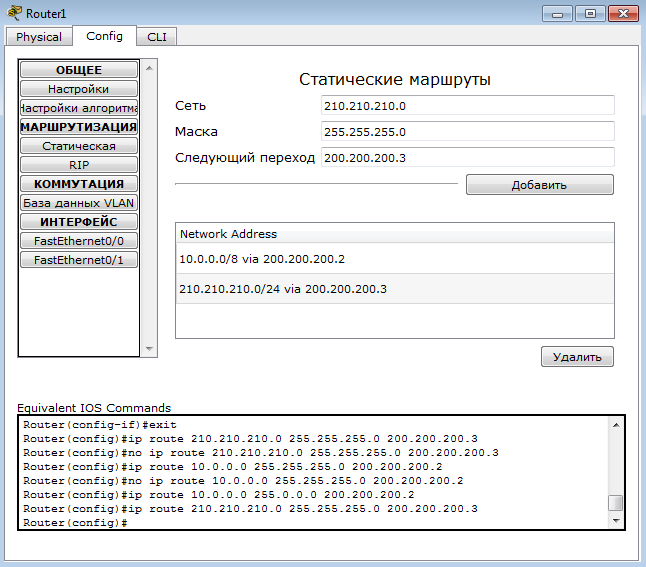 Router1
Physical
Config
CLI
ОБЩЕЕ
Настройки
Настройки алгоритма
МАРШРУТИЗАЦИЯ
Статическая
RIP
КОММУТАЦИЯ
База данных VLAN
ИНТЕРФЕЙС
FastEthernet0/0
FastEthernet0/1
Статические маршруты
Сеть 210.210.210.0
Маска 255.255.255.0
Следующий переход 200.200.200.3
Добавить
Network Address
10.0.0.0/8 via 200.200.200.2
210.210.210.0/24 via 200.200.200.3
Удалить
Equivalent IOS Commands
Router(config-if)#exit
Router(config)#ip route 210.210.210.0 255.255.255.0 200.200.200.3
Router(config)#no ip route 210.210.210.0 255.255.255.0 200.200.200.3
Router(config)#ip route 10.0.0.0 255.255.255.0 200.200.200.2
Router(config)#no ip route 10.0.0.0 255.255.255.0 200.200.200.2
Router(config)#ip route 10.0.0.0 255.0.0.0 200.200.200.2
Router(config)#ip route 210.210.210.0 255.255.255.0 200.200.200.3
Router(config)#